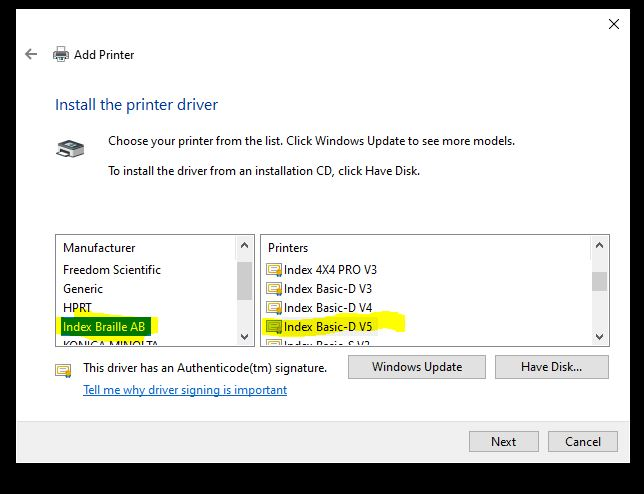 Add Printer
Install the printer driver
Choose your printer from the list. Click Windows Update to see more models.
To install the driver from an installation CD, click Have Disk.
Manufacturer
Freedom Scientific
Generic
HPRT
Index Braille AB
KONICA MINOLTA
Printers
Index 4X4 PRO V3
Index Basic-D V3
Index Basic-D V4
Index Basic-D V5
This driver has an Authenticode(tm) signature.
Tell me why driver signing is important
Windows Update
Have Disk...
Next
Cancel